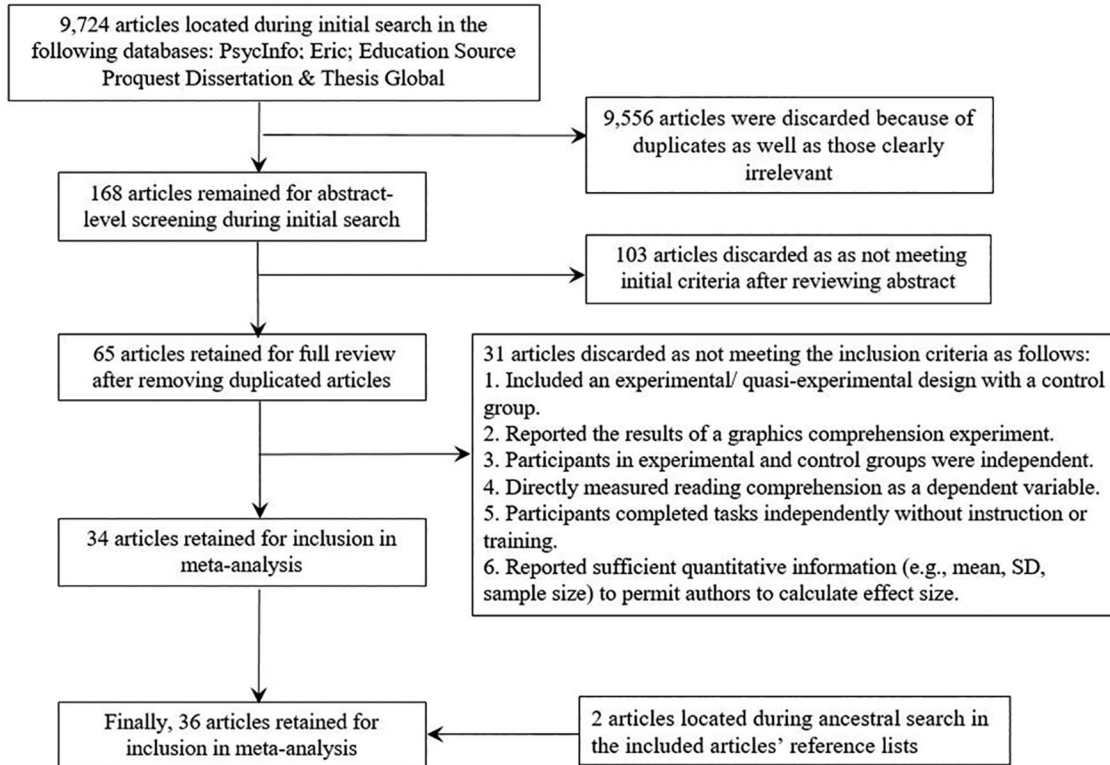 9,724 articles located during initial search in the
following databases: PsycInfo; Eric; Education Source
Proquest Dissertation & Thesis Global
9,556 articles were discarded because of
duplicates as well as those clearly
irrelevant
168 articles remained for abstract-
level screening during initial search
103 articles discarded as as not meeting
initial criteria after reviewing abstract
65 articles retained for full review
after removing duplicated articles
31 articles discarded as not meeting the inclusion criteria as follows:
1. Included an experimental/ quasi-experimental design with a control
group.
2. Reported the results of a graphics comprehension experiment.
3. Participants in experimental and control groups were independent.
4. Directly measured reading comprehension as a dependent variable.
5. Participants completed tasks independently without instruction or
training.
6. Reported sufficient quantitative information (e.g., mean, SD,
sample size) to permit authors to calculate effect size.
34 articles retained for inclusion in
meta-analysis
Finally, 36 articles retained for
inclusion in meta-analysis
2 articles located during ancestral search in
the included articles’ reference lists